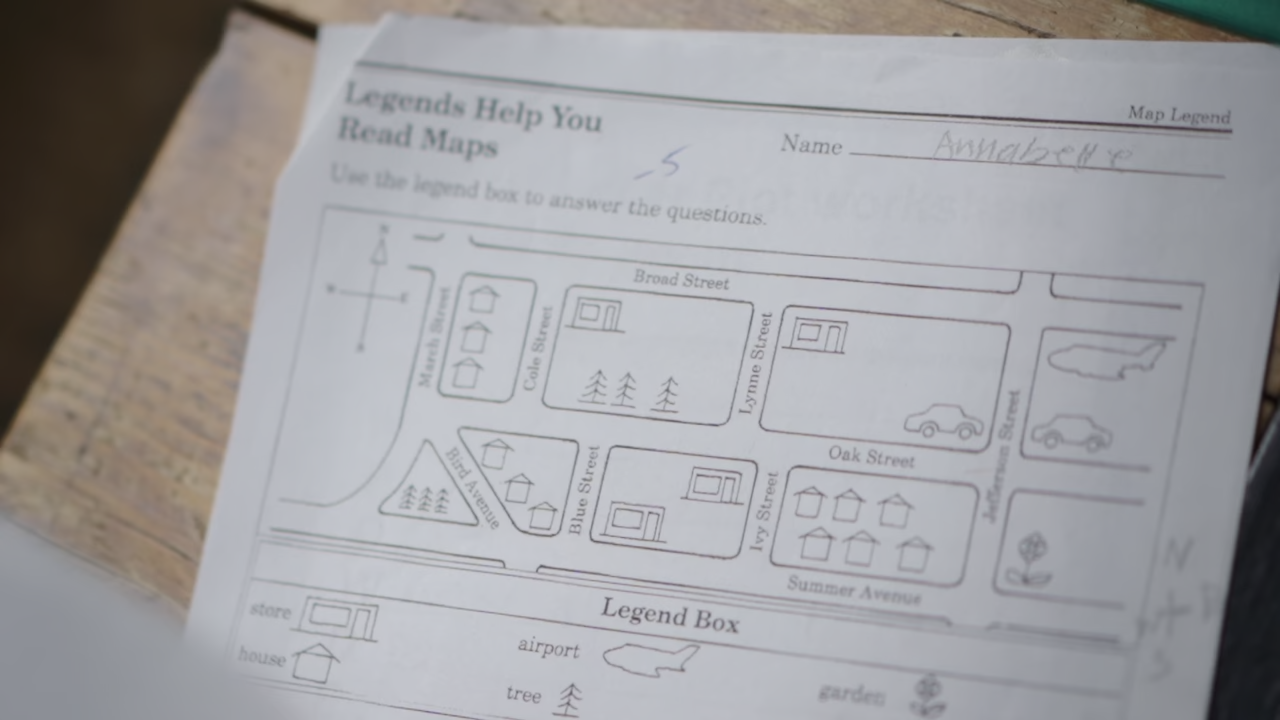 Map Legend
Legends Help You
Read Maps
Name Annabelle
-5
Use the legend box to answer the questions.
N
Broad Street
March Street
Cole Street
Lynne Street
Jefferson Street
Oak Street
Bird Avenue
Blue Street
Ivy Street
Summer Avenue
N
Legend Box
store
airport
house
tree
garden